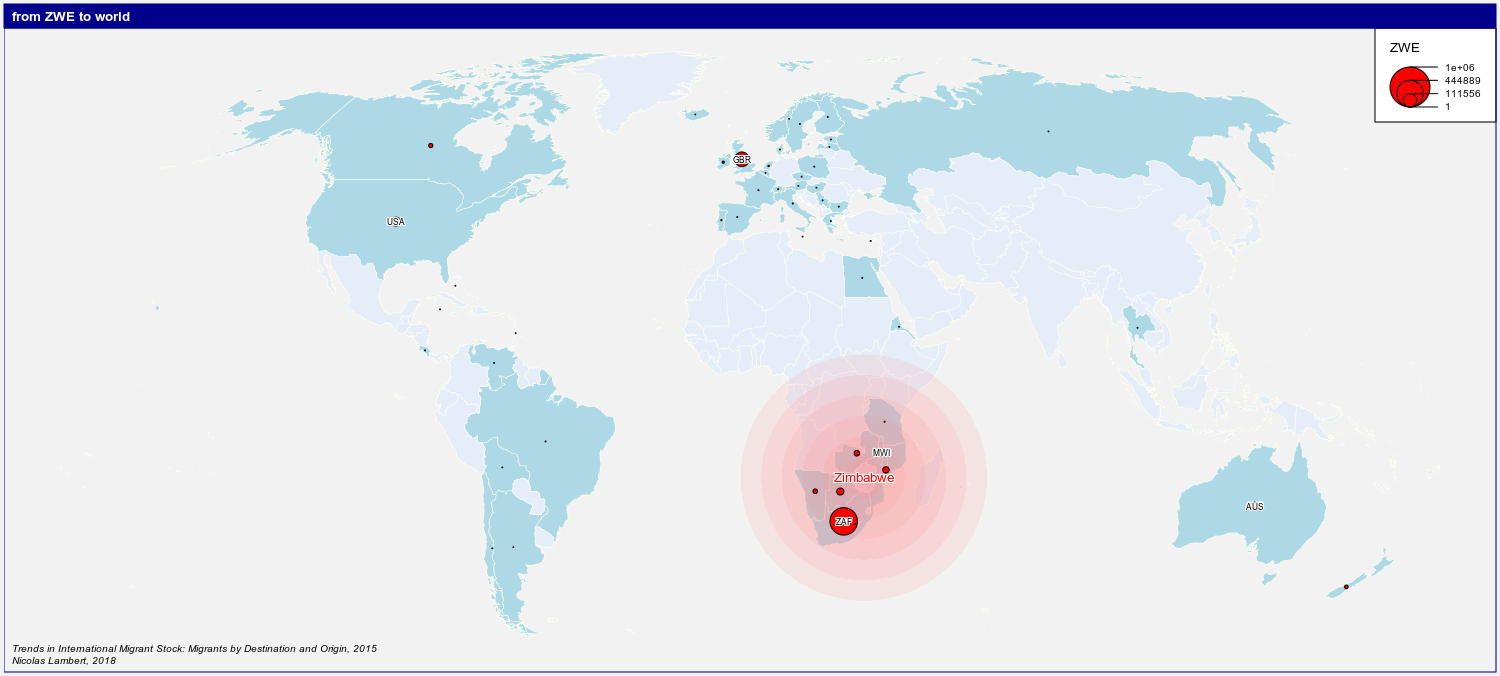 from ZWE to world
ZWE
1e+06
444889
111556
1
GBR
USA
MWI
Zimbabwe
AUS
ZAF
Trends in International Migrant Stock: Migrants by Destination and Origin, 2015
Nicolas Lambert, 2018